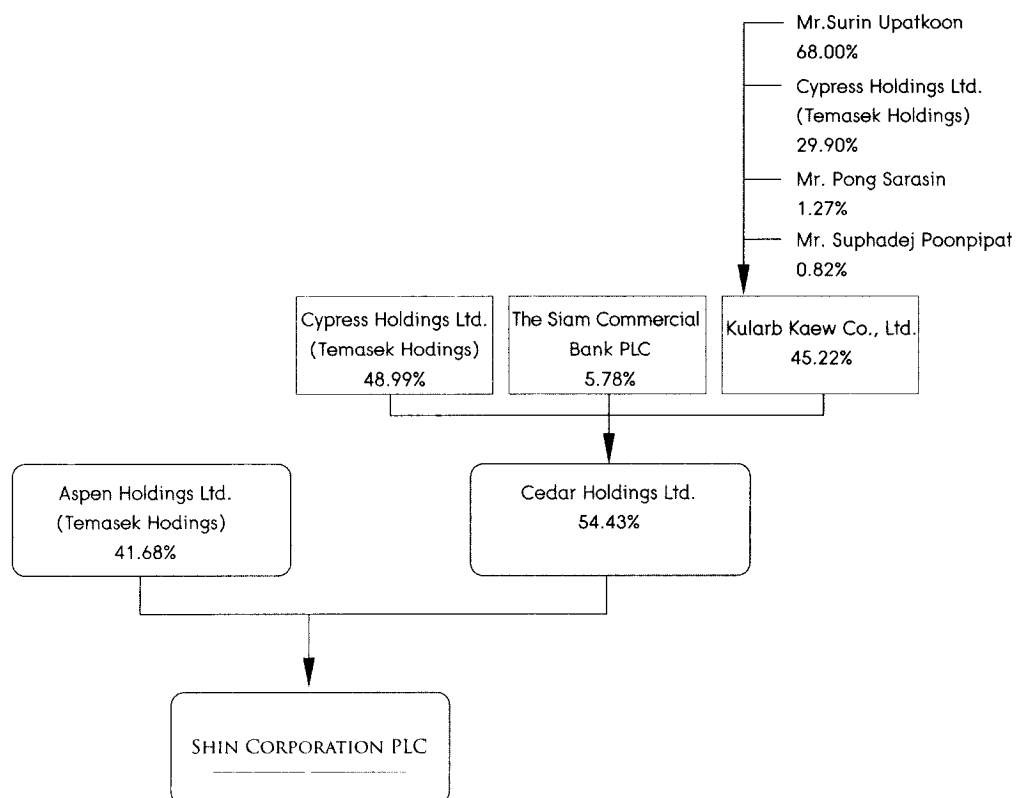 Mr.Surin Upatkoon
68.00%
Cypress Holdings Ltd.
(Temasek Holdings)
29.90%
Mr. Pong Sarasin
1.27%
Mr. Suphadej Poonpipat
0.82%
Cypress Holdings Ltd.
(Temasek Hodings)
48.99%
The Siam Commercial
Bank PLC
5.78%
Kularb Kaew Co., Ltd.
45.22%
Aspen Holdings Ltd.
(Temasek Hodings)
41.68%
Cedar Holdings Ltd.
54.43%
SHIN CORPORATION PLC